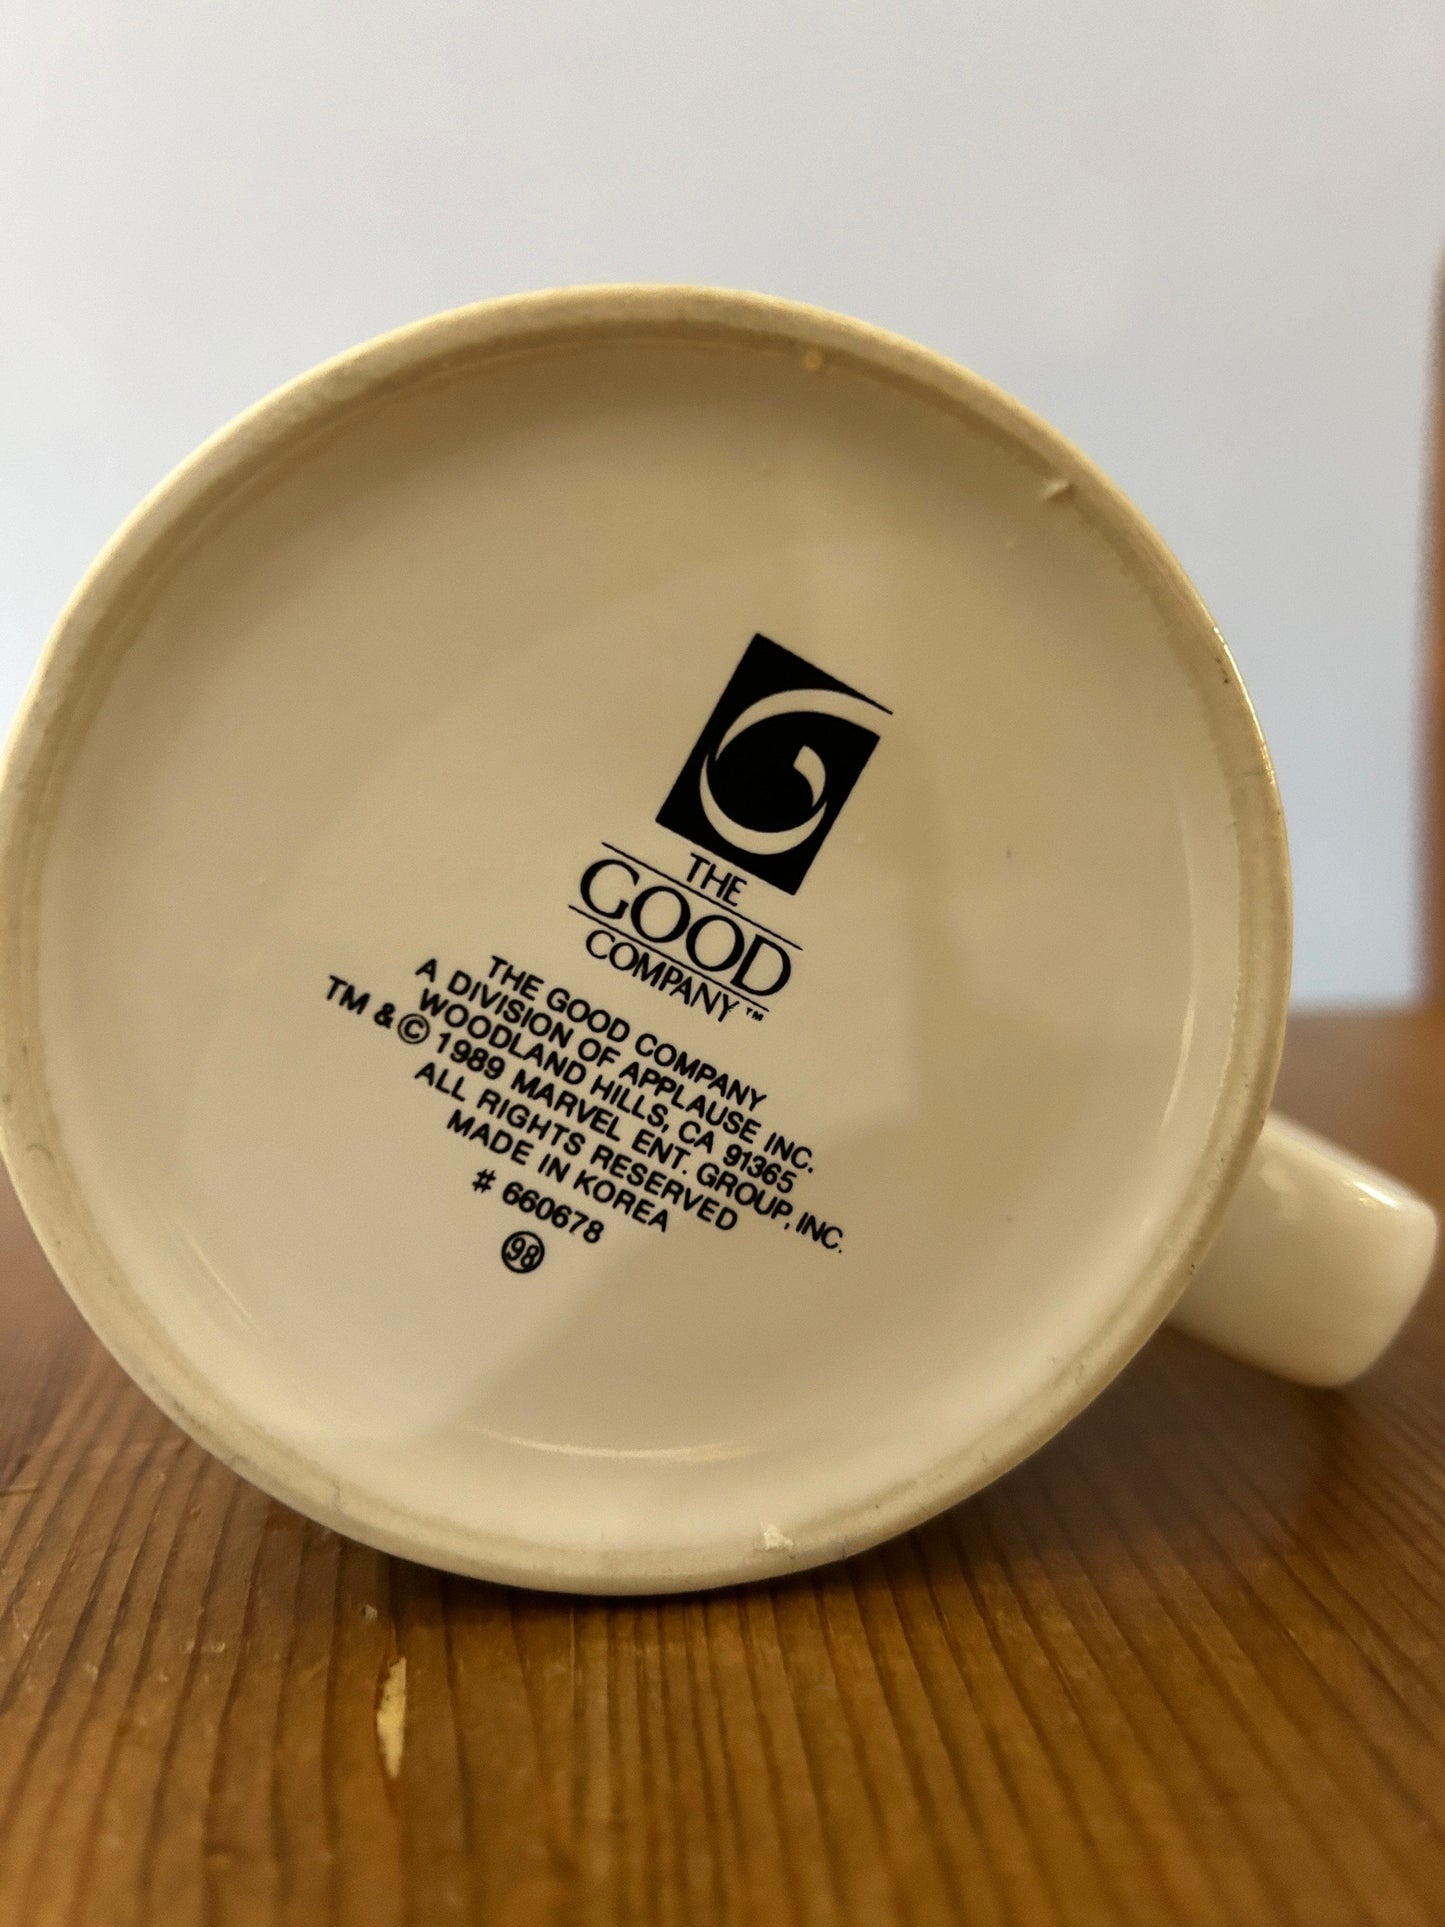 THE
GOOD
COMPANY™
THE GOOD COMPANY
A DIVISION OF APPLAUSE INC.
WOODLAND HILLS, CA 91365
TM & © 1989 MARVEL ENT. GROUP, INC.
ALL RIGHTS RESERVED
MADE IN KOREA
# 660678
98